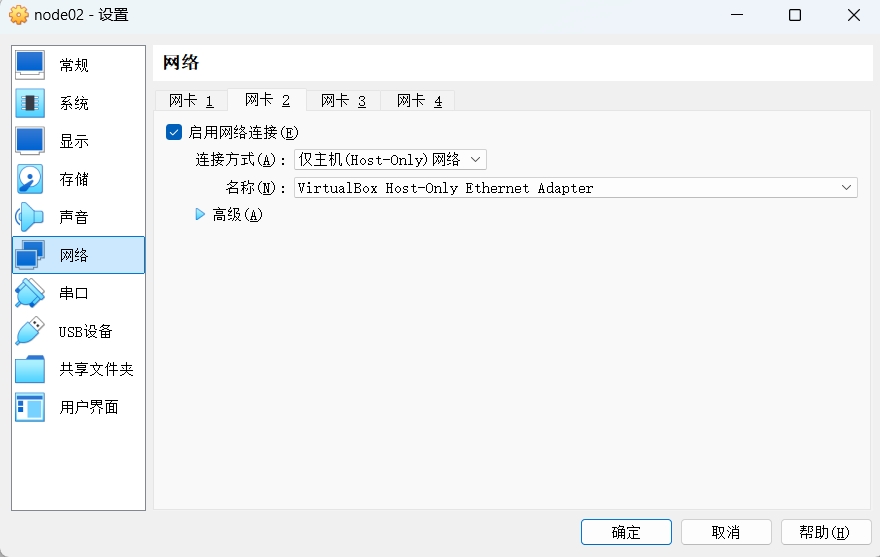 node02 - 设置
常规
系统
显示
存储
声音
网络
串口
USB设备
共享文件夹
用户界面
网络
网卡 1 网卡 2 网卡 3 网卡 4
启用网络连接(E)
连接方式(A)： 仅主机(Host-Only)网络
名称(N)： VirtualBox Host-Only Ethernet Adapter
高级(A)
确定 取消 帮助(H)